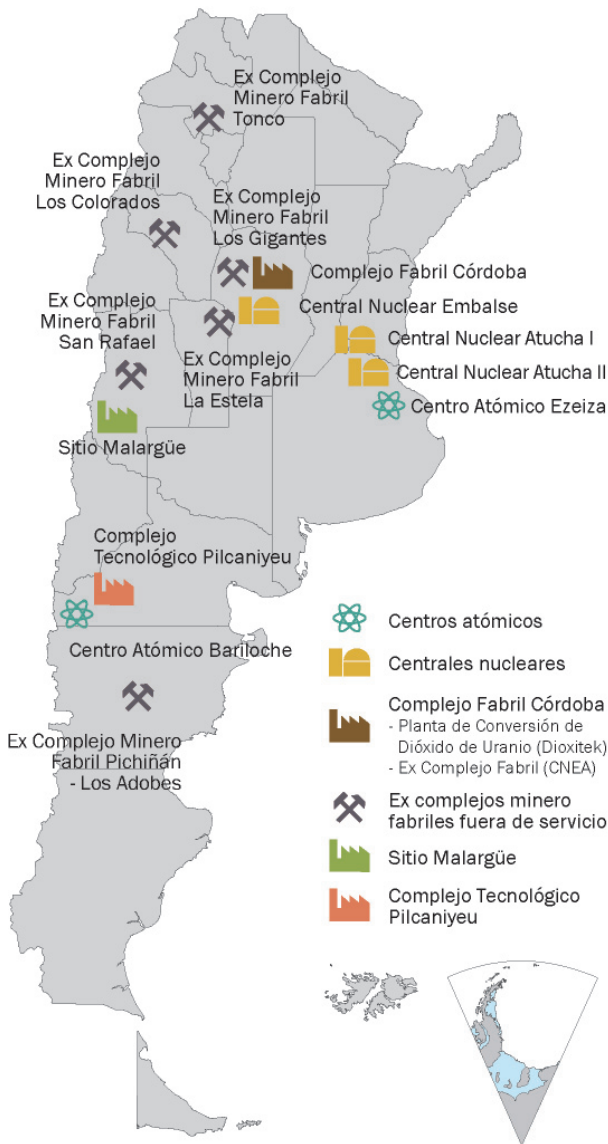 Ex Complejo
Minero Fabril
Tonco
Ex Complejo
Minero Fabril
Los Colorados
Ex Complejo
Minero Fabril
Los Gigantes
Complejo Fabril Córdoba
Central Nuclear Embalse
Ex Complejo
Minero Fabril
San Rafael
Central Nuclear Atucha I
Ex Complejo
Minero Fabril
La Estela
Central Nuclear Atucha II
Centro Atómico Ezeiza
Sitio Malargüe
Complejo
Tecnológico Pilcaniyeu
Centro Atómico Bariloche
Ex Complejo Minero
Fabril Pichiñán
- Los Adobes
Centros atómicos
Centrales nucleares
Complejo Fabril Córdoba
- Planta de Conversión de
Dióxido de Uranio (Dioxitek)
- Ex Complejo Fabril (CNEA)
Ex complejos minero
fabriles fuera de servicio
Sitio Malargüe
Complejo Tecnológico
Pilcaniyeu